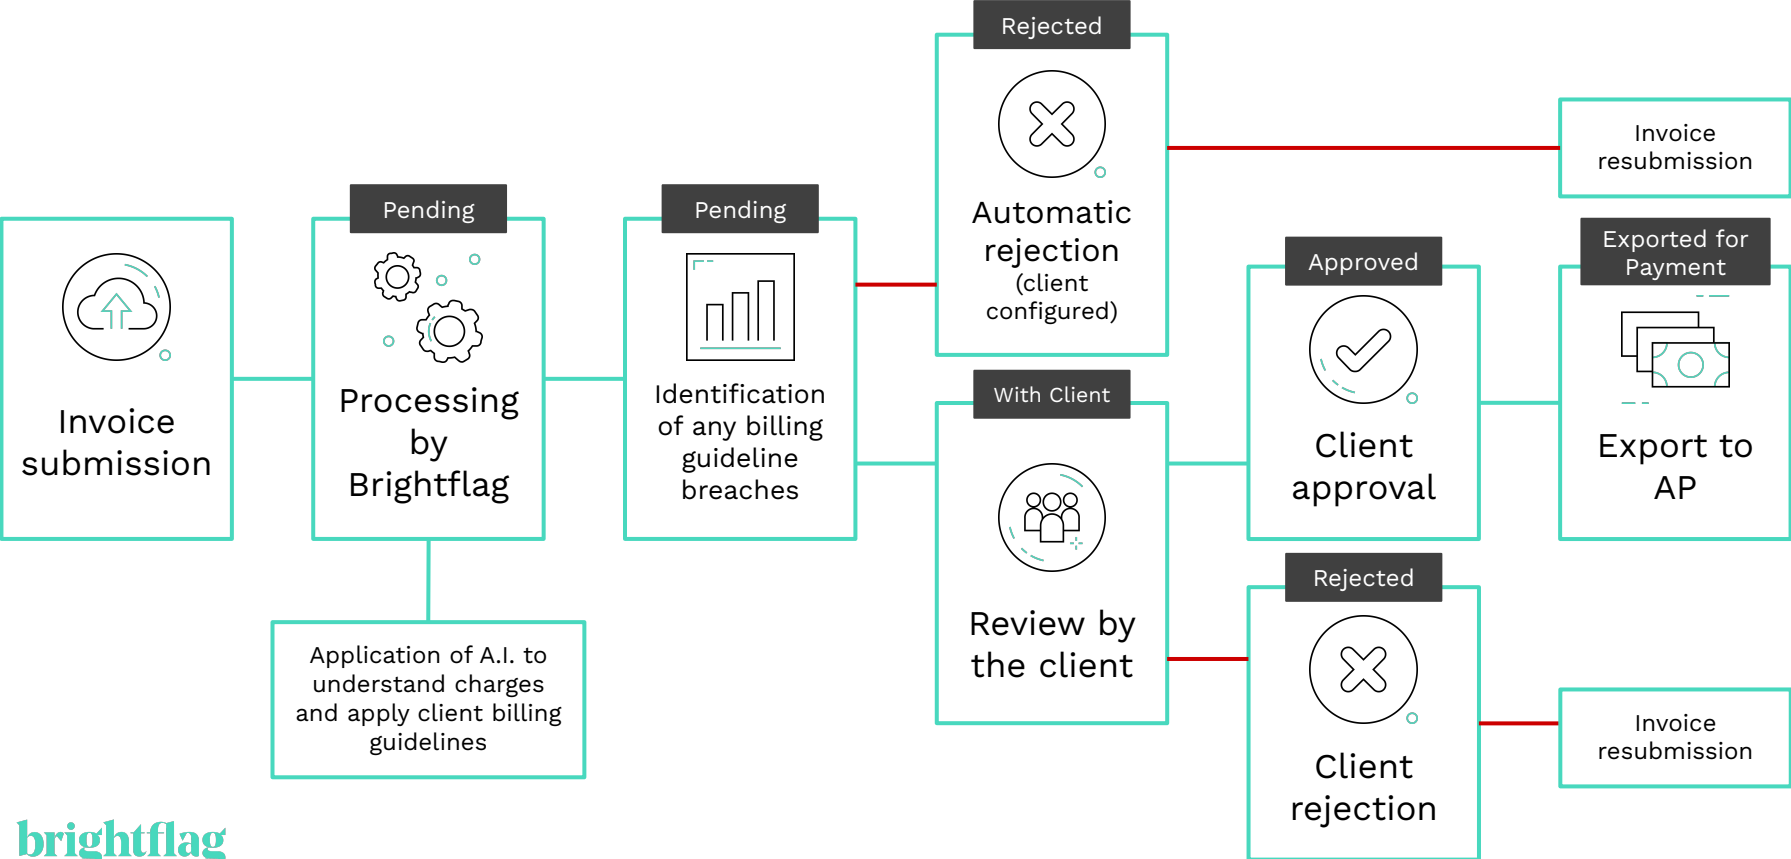 Invoice
submission
Pending
Processing
by
Brightflag
Application of A.I. to
understand charges
and apply client billing
guidelines
Pending
Identification
of any billing
guideline
breaches
Rejected
Automatic
rejection
(client
configured)
Invoice
resubmission
With Client
Review by
the client
Approved
Client
approval
Exported for
Payment
Export to
AP
Rejected
Client
rejection
Invoice
resubmission
brightflag